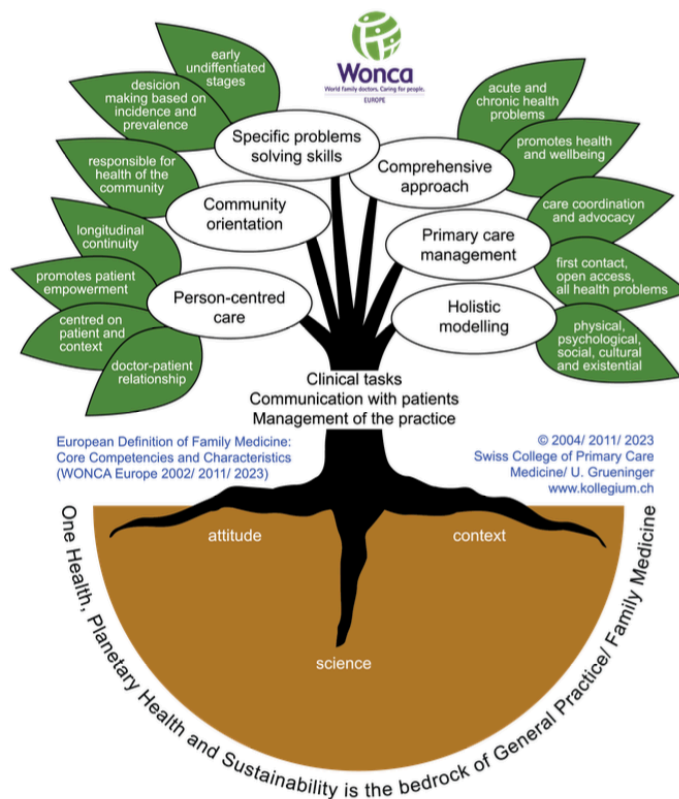 Wonca
World family doctors. Caring for people.
EUROPE
early
undiffentiated
stages
desicion
making based on
incidence and
prevalence
responsible for
health of the
community
longitudinal
continuity
promotes patient
empowerment
centred on
patient and
context
doctor-patient
relationship
Specific problems
solving skills
Community
orientation
Person-centred
care
Comprehensive
approach
Primary care
management
Holistic
modelling
acute and
chronic health
problems
promotes health
and wellbeing
care coordination
and advocacy
first contact,
open access,
all health problems
physical,
psychological,
social, cultural
and existential
Clinical tasks
Communication with patients
Management of the practice
European Definition of Family Medicine:
Core Competencies and Characteristics
(WONCA Europe 2002/ 2011/ 2023)
© 2004/ 2011/ 2023
Swiss College of Primary Care
Medicine/ U. Grueninger
www.kollegium.ch
attitude
context
science
One Health, Planetary Health and Sustainability is the bedrock of General Practice/ Family Medicine